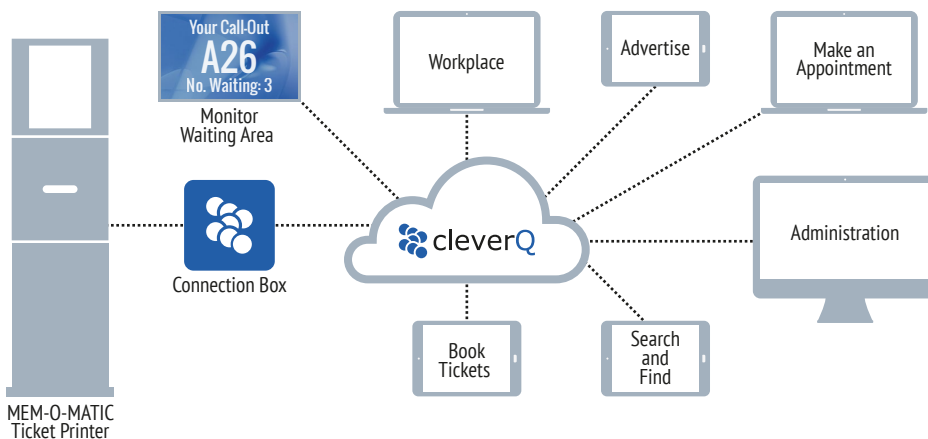 Your Call-Out
A26
No. Waiting: 3
Monitor
Waiting Area
Workplace
Advertise
Make an
Appointment
Connection Box
cleverQ
Administration
Book
Tickets
Search
and
Find
MEM-O-MATIC
Ticket Printer